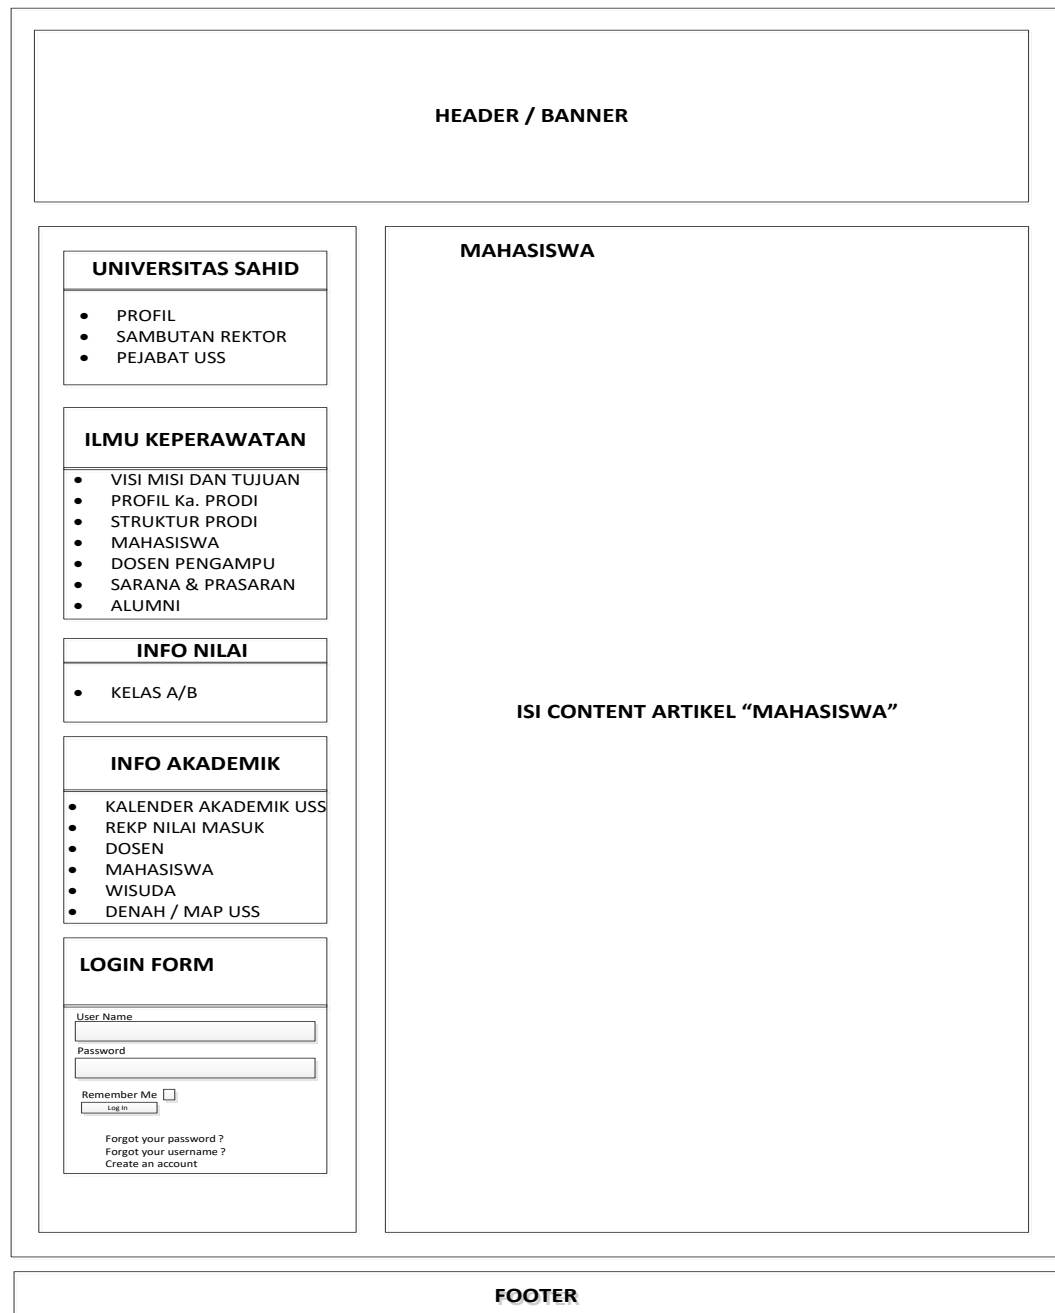 HEADER / BANNER
UNIVERSITAS SAHID
• PROFIL
• SAMBUTAN REKTOR
• PEJABAT USS
ILMU KEPERAWATAN
• VISI MISI DAN TUJUAN
• PROFIL Ka. PRODI
• STRUKTUR PRODI
• MAHASISWA
• DOSEN PENGAMPU
• SARANA & PRASARAN
• ALUMNI
INFO NILAI
• KELAS A/B
INFO AKADEMIK
• KALENDER AKADEMIK USS
• REKP NILAI MASUK
• DOSEN
• MAHASISWA
• WISUDA
• DENAH / MAP USS
LOGIN FORM
User Name
Password
Remember Me
Log In
Forgot your password ?
Forgot your username ?
Create an account
MAHASISWA
ISI CONTENT ARTIKEL “MAHASISWA”
FOOTER